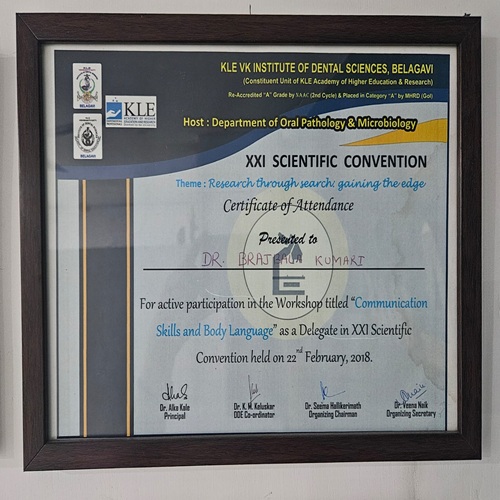 KLE VK INSTITUTE OF DENTAL SCIENCES, BELAGAVI
(Constituent Unit of KLE Academy of Higher Education & Research)
Re-Accredited "A" Grade by NAAC (2nd Cycle) & Placed in Category "A" by MHRD (GoI)
BELAGAVI
KLE
BELAGAVI
Host : Department of Oral Pathology & Microbiology
XXI SCIENTIFIC CONVENTION
Theme : Research through search: gaining the edge
Certificate of Attendance
Presented to
DR. KUMARI
For active participation in the Workshop titled "Communication
Skills and Body Language" as a Delegate in XXI Scientific
Convention held on 22nd February, 2018.
Dr. Alka Kale Dr. K. M. Keluskar Dr. Seema Hallikerimath Dr. Veena Naik
Principal DOE Co-ordinator Organizing Chairman Organizing Secretary